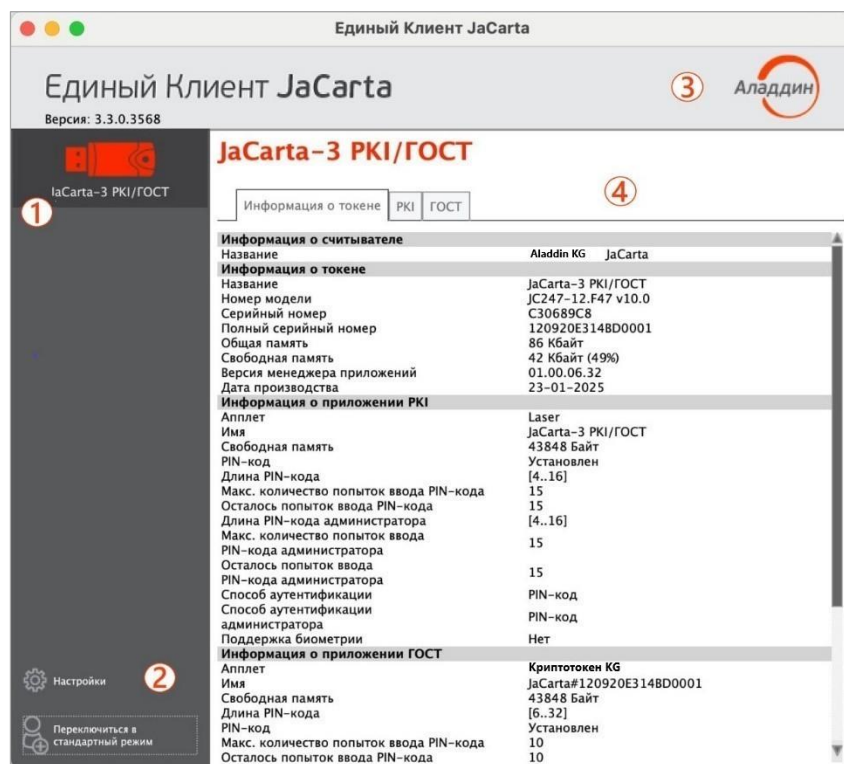 Единый Клиент JaCarta
Единый Клиент JaCarta
Версия: 3.3.0.3568
3
Аладдин
JaCarta-3 PKI/ГОСТ
1
Настройки
2
Переключиться в
стандартный режим
JaCarta-3 PKI/ГОСТ
4
Информация о токене PKI ГОСТ
Информация о считывателе
Название Aladdin KG JaCarta
Информация о токене
Название JaCarta-3 PKI/ГОСТ
Номер модели JC247-12.F47 v10.0
Серийный номер C30689C8
Полный серийный номер 120920E314BD0001
Общая память 86 Кбайт
Свободная память 42 Кбайт (49%)
Версия менеджера приложений 01.00.06.32
Дата производства 23-01-2025
Информация о приложении PKI
Апплет Laser
Имя JaCarta-3 PKI/ГОСТ
Свободная память 43848 Байт
PIN-код Установлен
Длина PIN-кода [4..16]
Макс. количество попыток ввода PIN-кода 15
Осталось попыток ввода PIN-кода 15
Длина PIN-кода администратора [4..16]
Макс. количество попыток ввода
PIN-кода администратора 15
Осталось попыток ввода
PIN-кода администратора 15
Способ аутентификации PIN-код
Способ аутентификации
администратора PIN-код
Поддержка биометрии Нет
Информация о приложении ГОСТ
Апплет Криптотокен KG
Имя JaCarta#120920E314BD0001
Свободная память 43848 Байт
Длина PIN-кода [6..32]
PIN-код Установлен
Макс. количество попыток ввода PIN-кода 10
Осталось попыток ввода PIN-кода 10